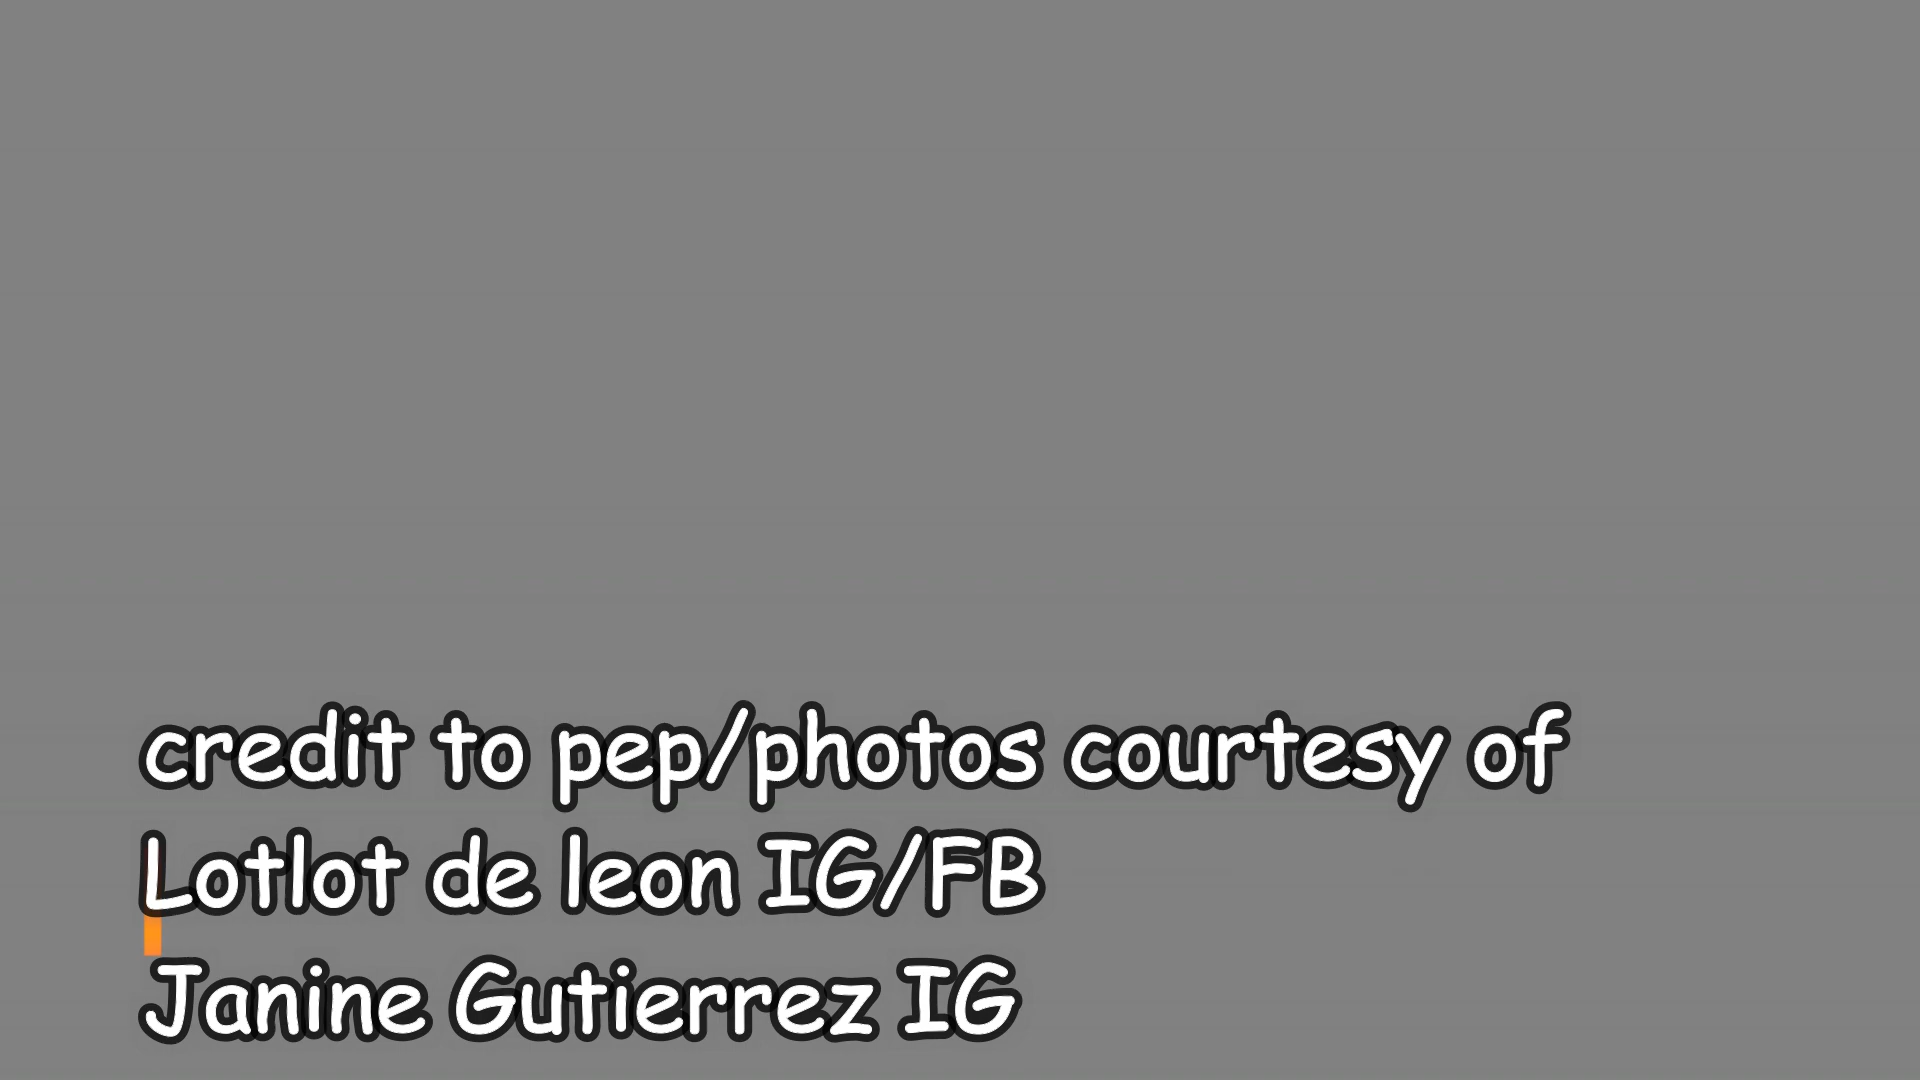 credit to pep/photos courtesy of
Lotlot de leon IG/FB
Janine Gutierrez IG